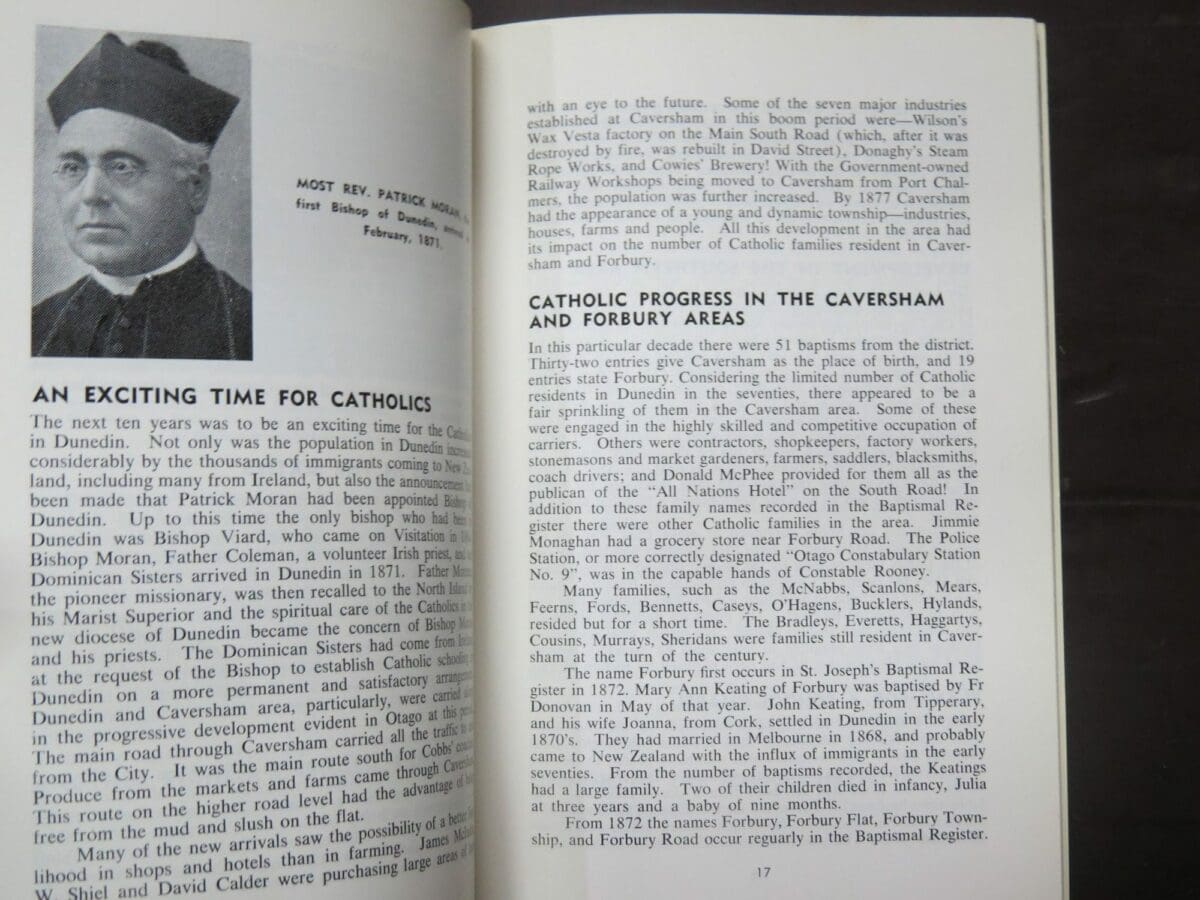 MOST REV. PATRICK MORAN,
first Bishop of Dunedin,
February, 1871.
AN EXCITING TIME FOR CATHOLICS
The next ten years was to be an exciting time for the
in Dunedin. Not only was the population in Dunedin
considerably by the thousands of immigrants coming to New
land, including many from Ireland, but also the announcement
been made that Patrick Moran had been appointed Bishop of
Dunedin. Up to this time the only bishop who had
Dunedin was Bishop Viard, who came on Visitation in
Bishop Moran, Father Coleman, a volunteer Irish priest, and
Dominican Sisters arrived in Dunedin in 1871. Father
the pioneer missionary, was then recalled to the North Island
his Marist Superior and the spiritual care of the Catholics in
new diocese of Dunedin became the concern of Bishop
and his priests. The Dominican Sisters had come from
at the request of the Bishop to establish Catholic
Dunedin on a more permanent and satisfactory
Dunedin and Caversham area, particularly, were carried
in the progressive development evident in Otago at this
The main road through Caversham carried all the traffic
from the City. It was the main route south for Cobbs'
Produce from the markets and farms came through
This route on the higher road level had the advantage of
free from the mud and slush on the flat.
Many of the new arrivals saw the possibility of a better
lihood in shops and hotels than in farming. James
W. Shiel and David Calder were purchasing large areas of
with an eye to the future. Some of the seven major industries
established at Caversham in this boom period were—Wilson's
Wax Vesta factory on the Main South Road (which, after it was
destroyed by fire, was rebuilt in David Street), Donaghy's Steam
Rope Works, and Cowies' Brewery! With the Government-owned
Railway Workshops being moved to Caversham from Port Chal-
mers, the population was further increased. By 1877 Caversham
had the appearance of a young and dynamic township—industries,
houses, farms and people. All this development in the area had
its impact on the number of Catholic families resident in Caver-
sham and Forbury.
CATHOLIC PROGRESS IN THE CAVERSHAM
AND FORBURY AREAS
In this particular decade there were 51 baptisms from the district.
Thirty-two entries give Caversham as the place of birth, and 19
entries state Forbury. Considering the limited number of Catholic
residents in Dunedin in the seventies, there appeared to be a
fair sprinkling of them in the Caversham area. Some of these
were engaged in the highly skilled and competitive occupation of
carriers. Others were contractors, shopkeepers, factory workers,
stonemasons and market gardeners, farmers, saddlers, blacksmiths,
coach drivers; and Donald McPhee provided for them all as the
publican of the "All Nations Hotel" on the South Road! In
addition to these family names recorded in the Baptismal Re-
gister there were other Catholic families in the area. Jimmie
Monaghan had a grocery store near Forbury Road. The Police
Station, or more correctly designated "Otago Constabulary Station
No. 9", was in the capable hands of Constable Rooney.
Many families, such as the McNabbs, Scanlons, Mears,
Feerns, Fords, Bennetts, Caseys, O'Hagens, Bucklers, Hylands,
resided but for a short time. The Bradleys, Everetts, Haggartys,
Cousins, Murrays, Sheridans were families still resident in Caver-
sham at the turn of the century.
The name Forbury first occurs in St. Joseph's Baptismal Re-
gister in 1872. Mary Ann Keating of Forbury was baptised by Fr
Donovan in May of that year. John Keating, from Tipperary,
and his wife Joanna, from Cork, settled in Dunedin in the early
1870's. They had married in Melbourne in 1868, and probably
came to New Zealand with the influx of immigrants in the early
seventies. From the number of baptisms recorded, the Keatings
had a large family. Two of their children died in infancy, Julia
at three years and a baby of nine months.
From 1872 the names Forbury, Forbury Flat, Forbury Town-
ship, and Forbury Road occur reguarly in the Baptismal Register.
17